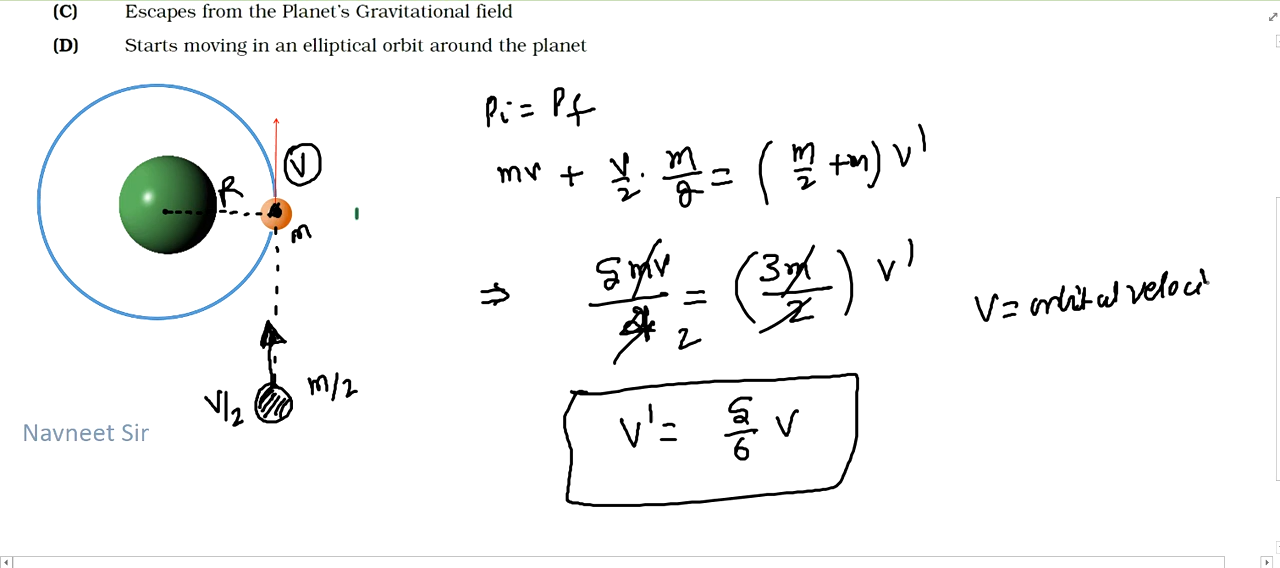 (C) Escapes from the Planet's Gravitational field
(D) Starts moving in an elliptical orbit around the planet
Pi = Pf
mv + v/2 · m/2 = (m/2 + m) v'
⇒ 5mv/4 2 = (3m/2) v'
V = orbital veloci
V' = 5/6 V
V
R
m
V/2
m/2
Navneet Sir